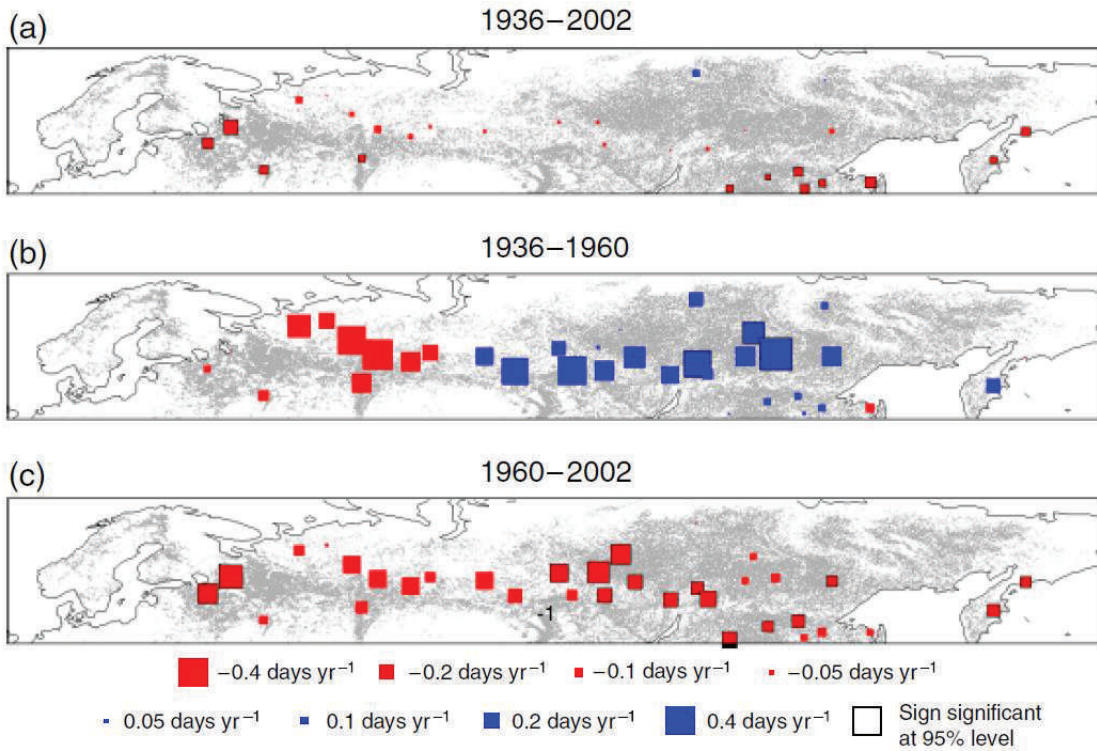 (a)
1936−2002
(b)
1936−1960
(c)
1960−2002
-1
−0.4 days yr⁻¹ −0.2 days yr⁻¹ −0.1 days yr⁻¹ −0.05 days yr⁻¹
0.05 days yr⁻¹ 0.1 days yr⁻¹ 0.2 days yr⁻¹ 0.4 days yr⁻¹ Sign significant
at 95% level